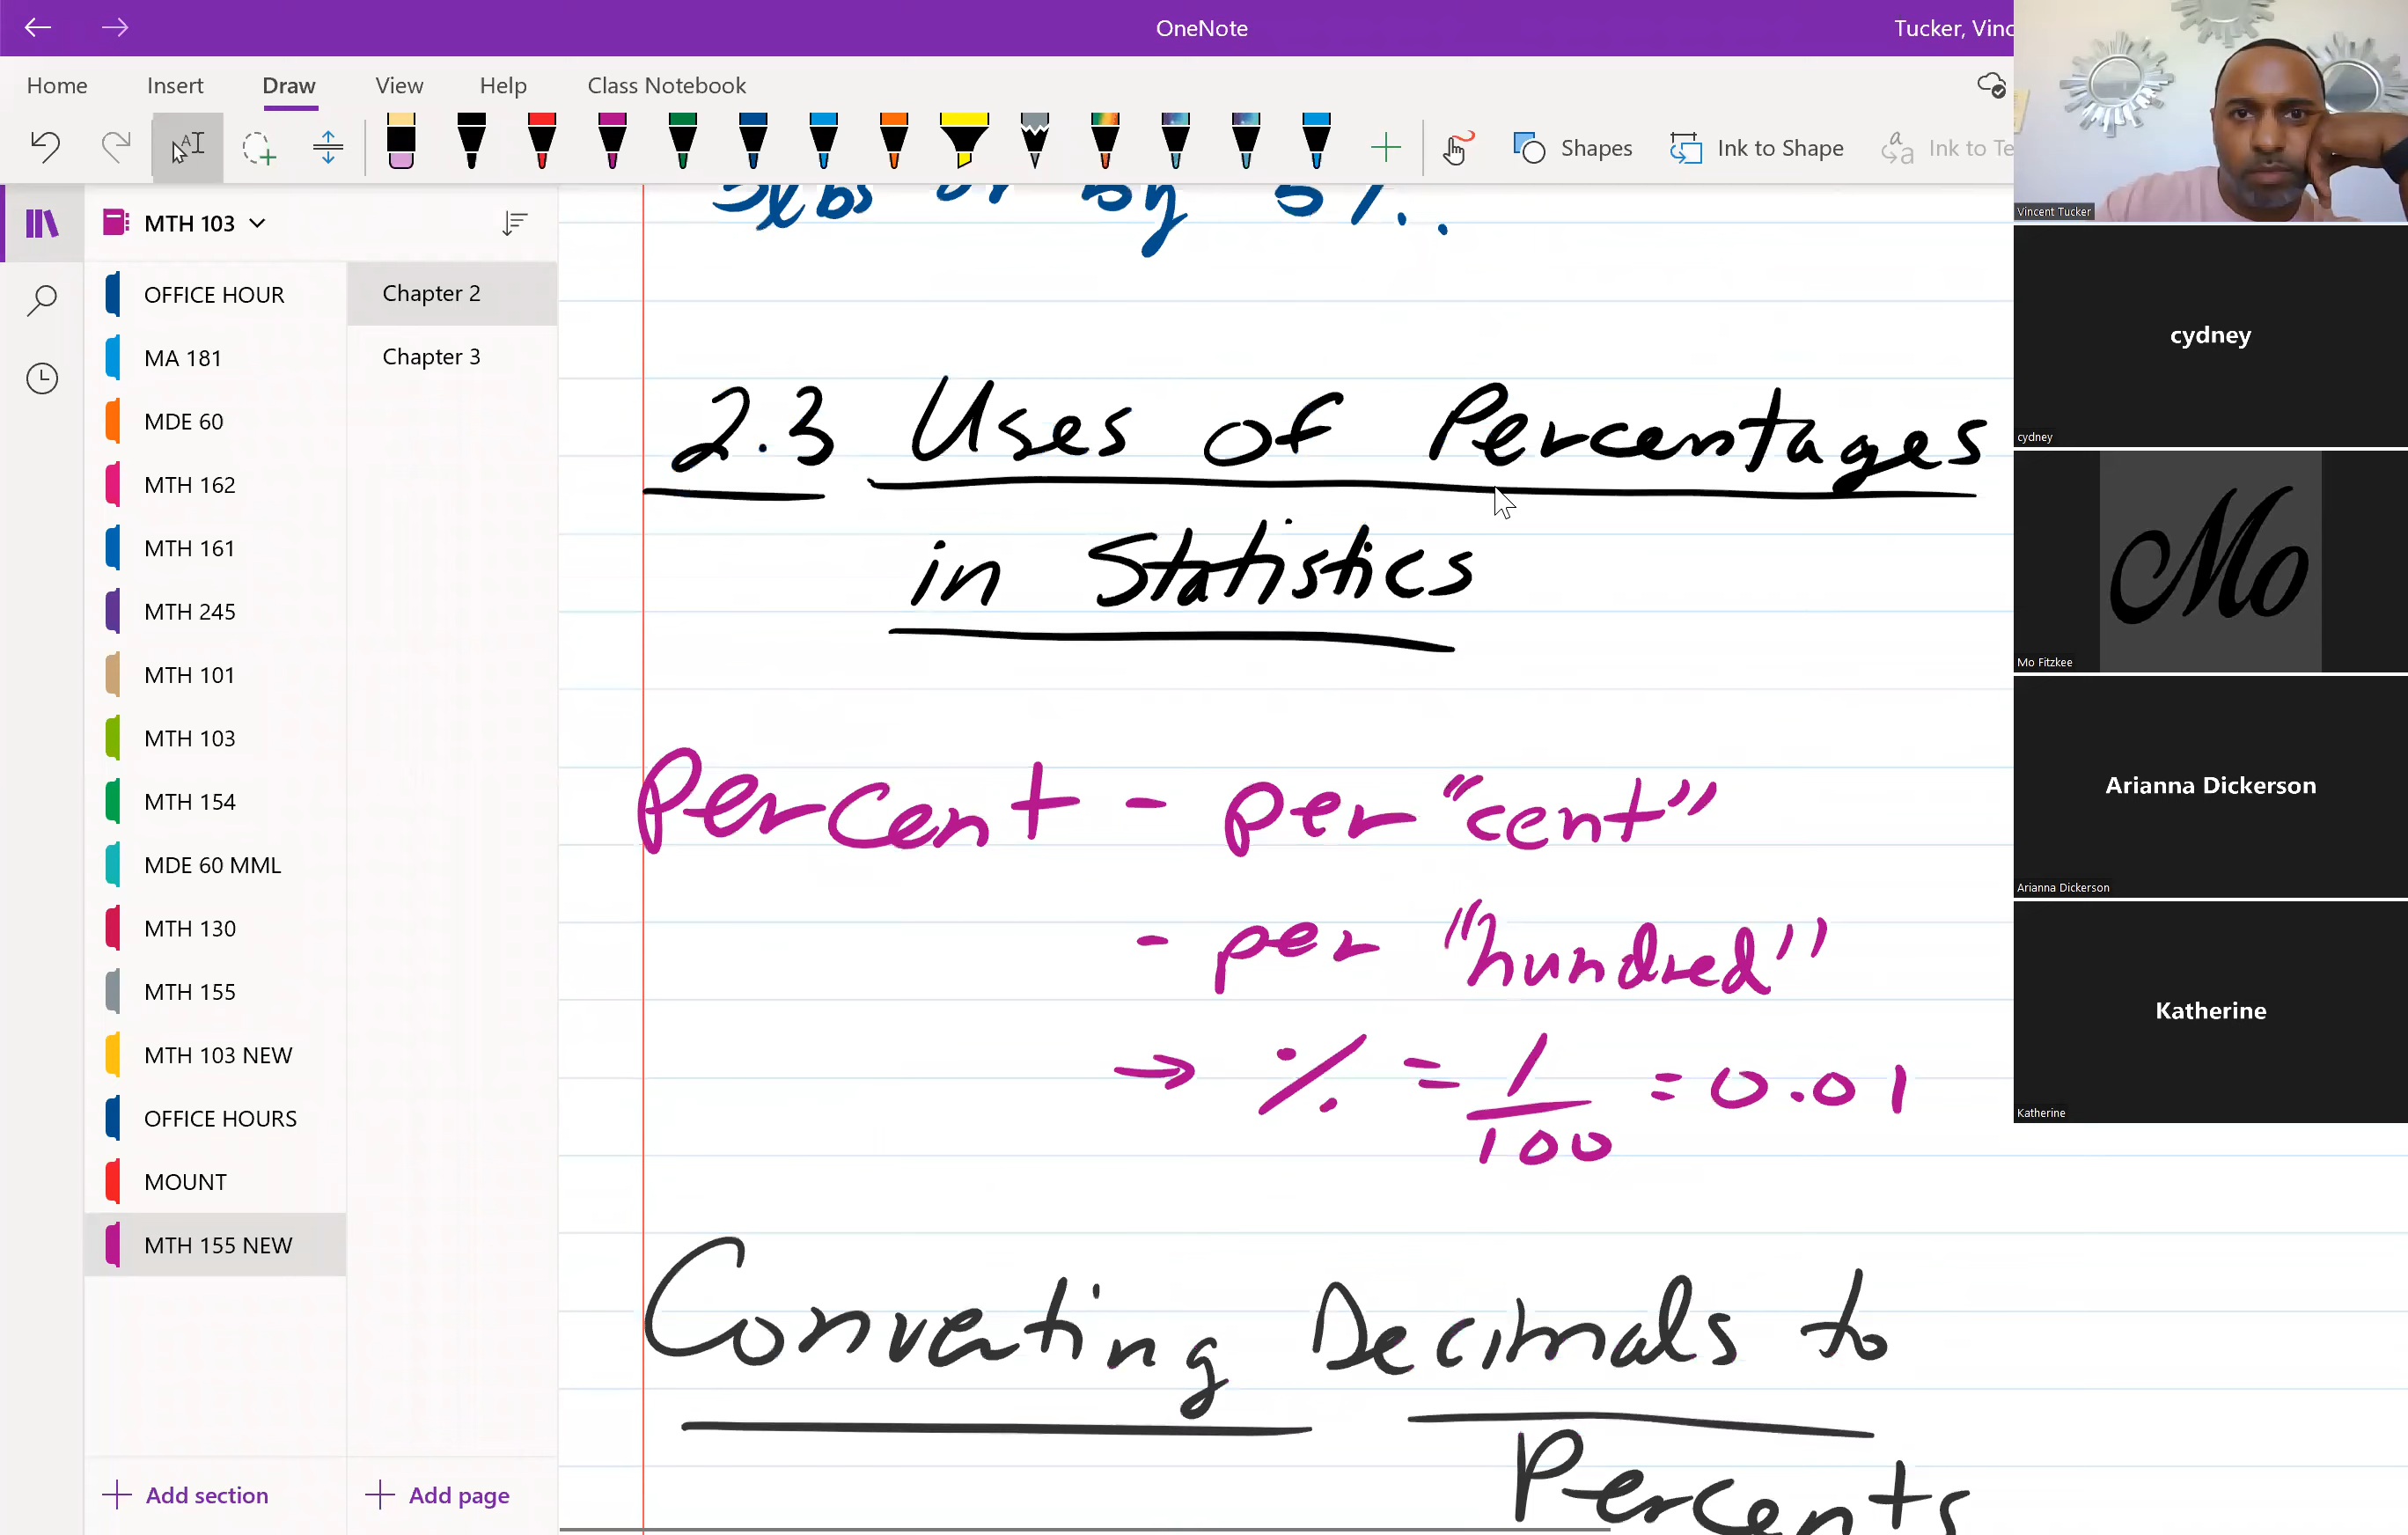 OneNote
Tucker, Vinc
Home Insert Draw View Help Class Notebook
Shapes Ink to Shape Ink to Te
MTH 103
OFFICE HOUR
MA 181
MDE 60
MTH 162
MTH 161
MTH 245
MTH 101
MTH 103
MTH 154
MDE 60 MML
MTH 130
MTH 155
MTH 103 NEW
OFFICE HOURS
MOUNT
MTH 155 NEW
Add section
Chapter 2
Chapter 3
Add page
5lbs or by 5%.
2.3 Uses of Percentages
in Statistics
Percent - per "cent"
- per "hundred"
→ % = 1/100 = 0.01
Converting Decimals to
Percents
Vincent Tucker
cydney
cydney
Mo
Mo Fitzkee
Arianna Dickerson
Arianna Dickerson
Katherine
Katherine